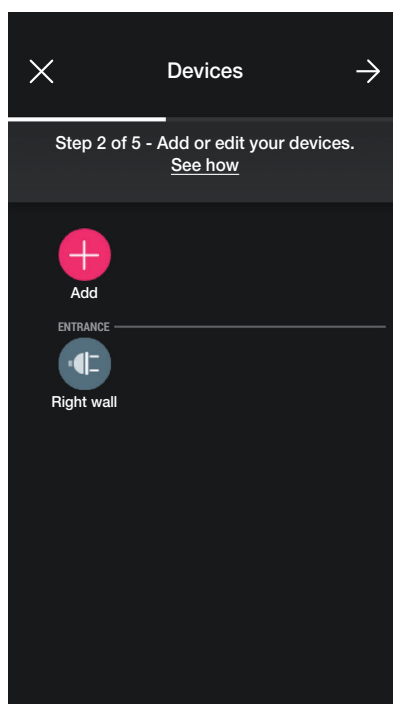 Devices
Step 2 of 5 - Add or edit your devices.
See how
Add
ENTRANCE
Right wall